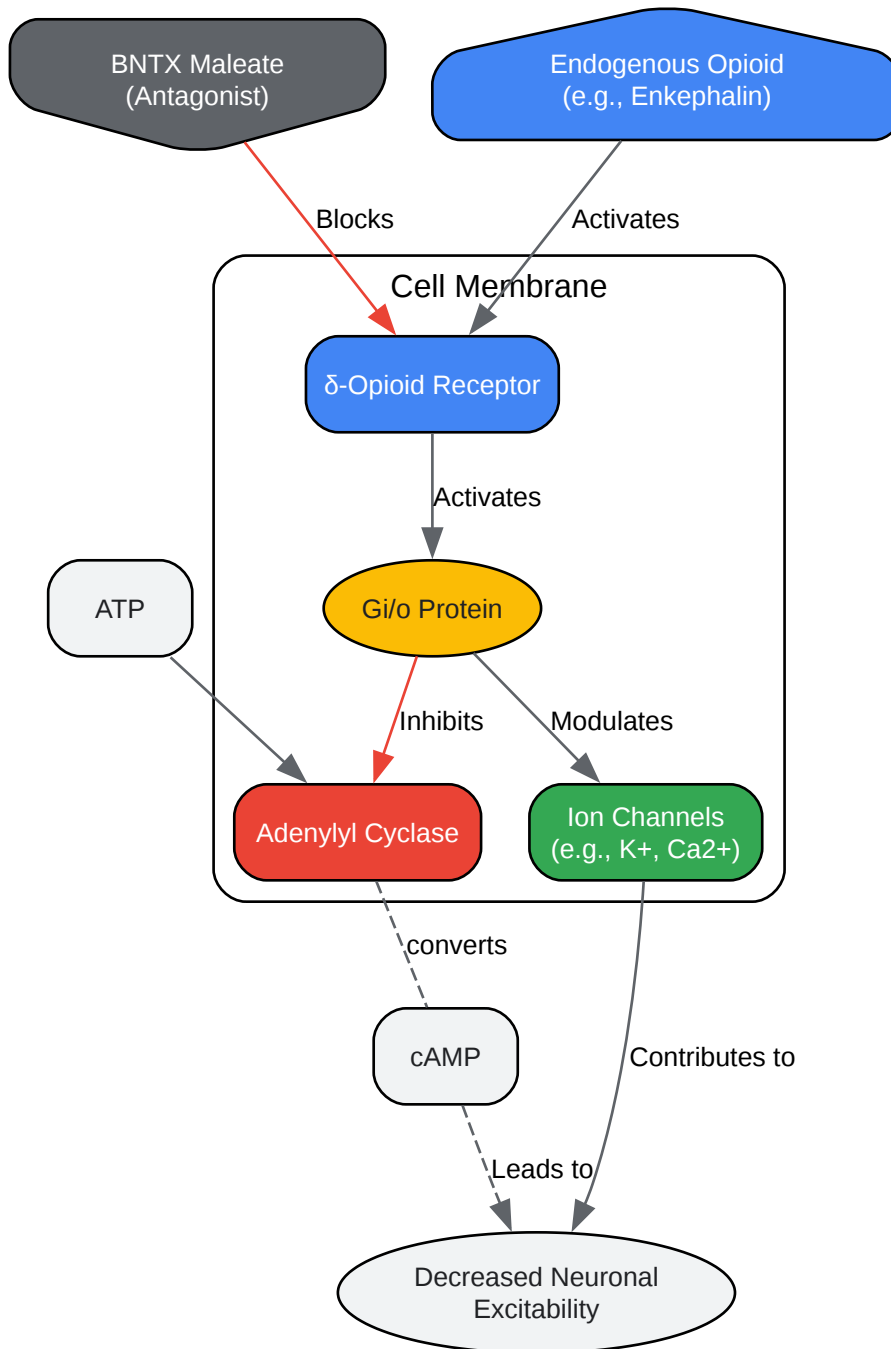 BNTX Maleate
(Antagonist)
Endogenous Opioid
(e.g., Enkephalin)
Blocks
Activates
Cell Membrane
δ-Opioid Receptor
Activates
ATP
Gi/o Protein
Inhibits
Modulates
Adenylyl Cyclase
Ion Channels
(e.g., K+, Ca2+)
converts
cAMP
Contributes to
Leads to
Decreased Neuronal
Excitability